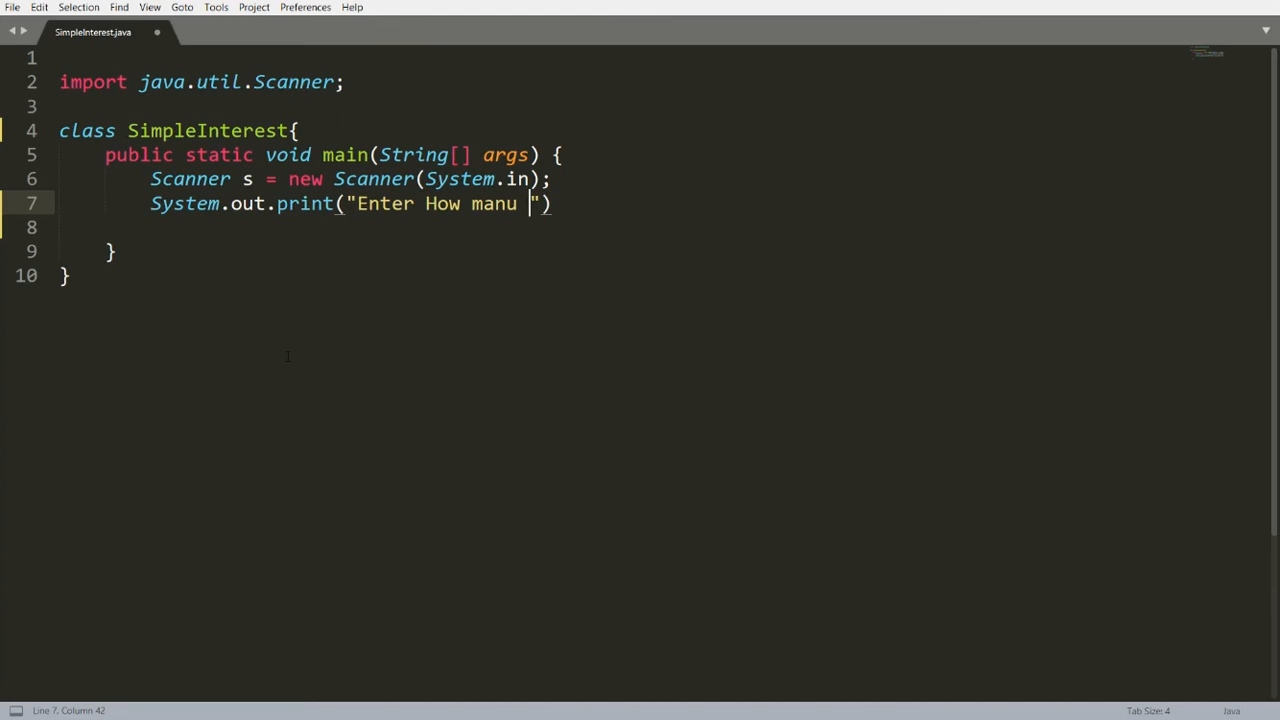 File Edit Selection Find View Goto Tools Project Preferences Help
SimpleInterest.java
1
2 import java.util.Scanner;
3
4 class SimpleInterest{
5 public static void main(String[] args) {
6 Scanner s = new Scanner(System.in);
7 System.out.print("Enter How manu ")
8
9 }
10 }
Line 7, Column 42 Tab Size: 4 Java